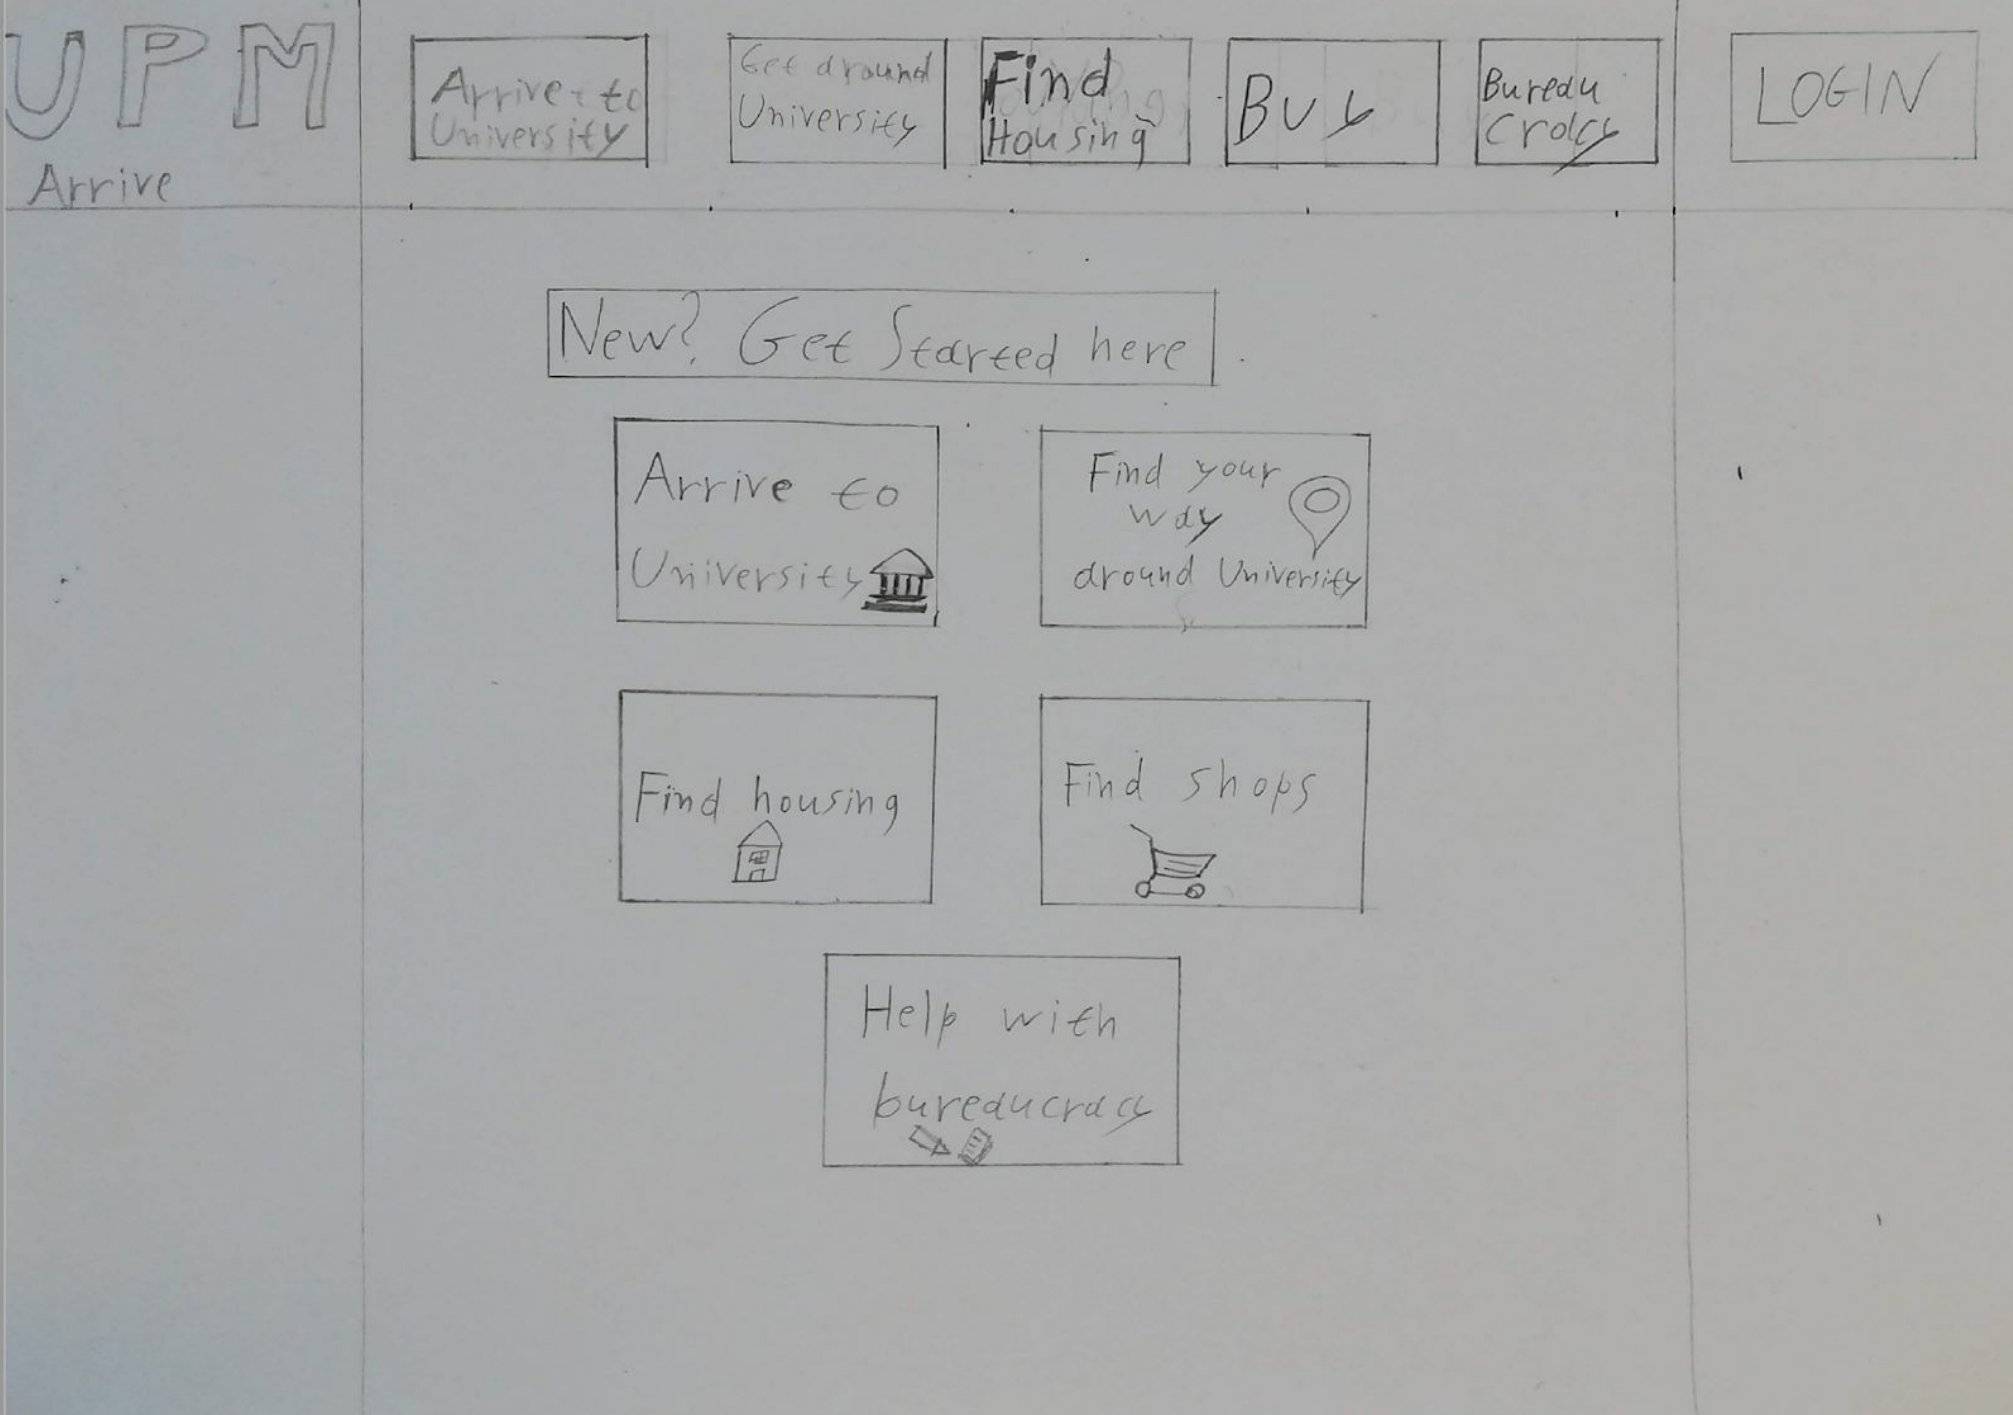 UPM
Arrive
Arrive to
University
Get around
University
Find
Housing
Buy
Bureau
cracy
LOGIN
New? Get Started here
Arrive to
University
Find your
way
around University
Find housing
Find shops
Help with
bureaucracy